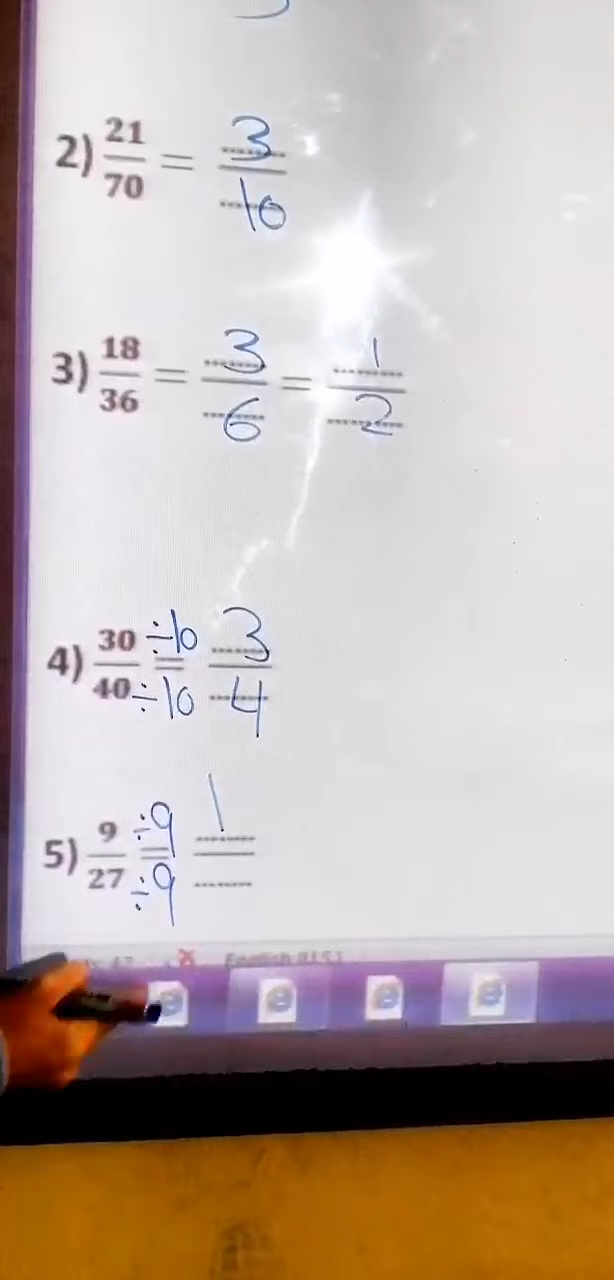 2) 21/70 = 3/10
3) 18/36 = 3/6 = 1/2
4) 30/40 ÷10/÷10 = 3/4
5) 9/27 ÷9/÷9 = 1/
English